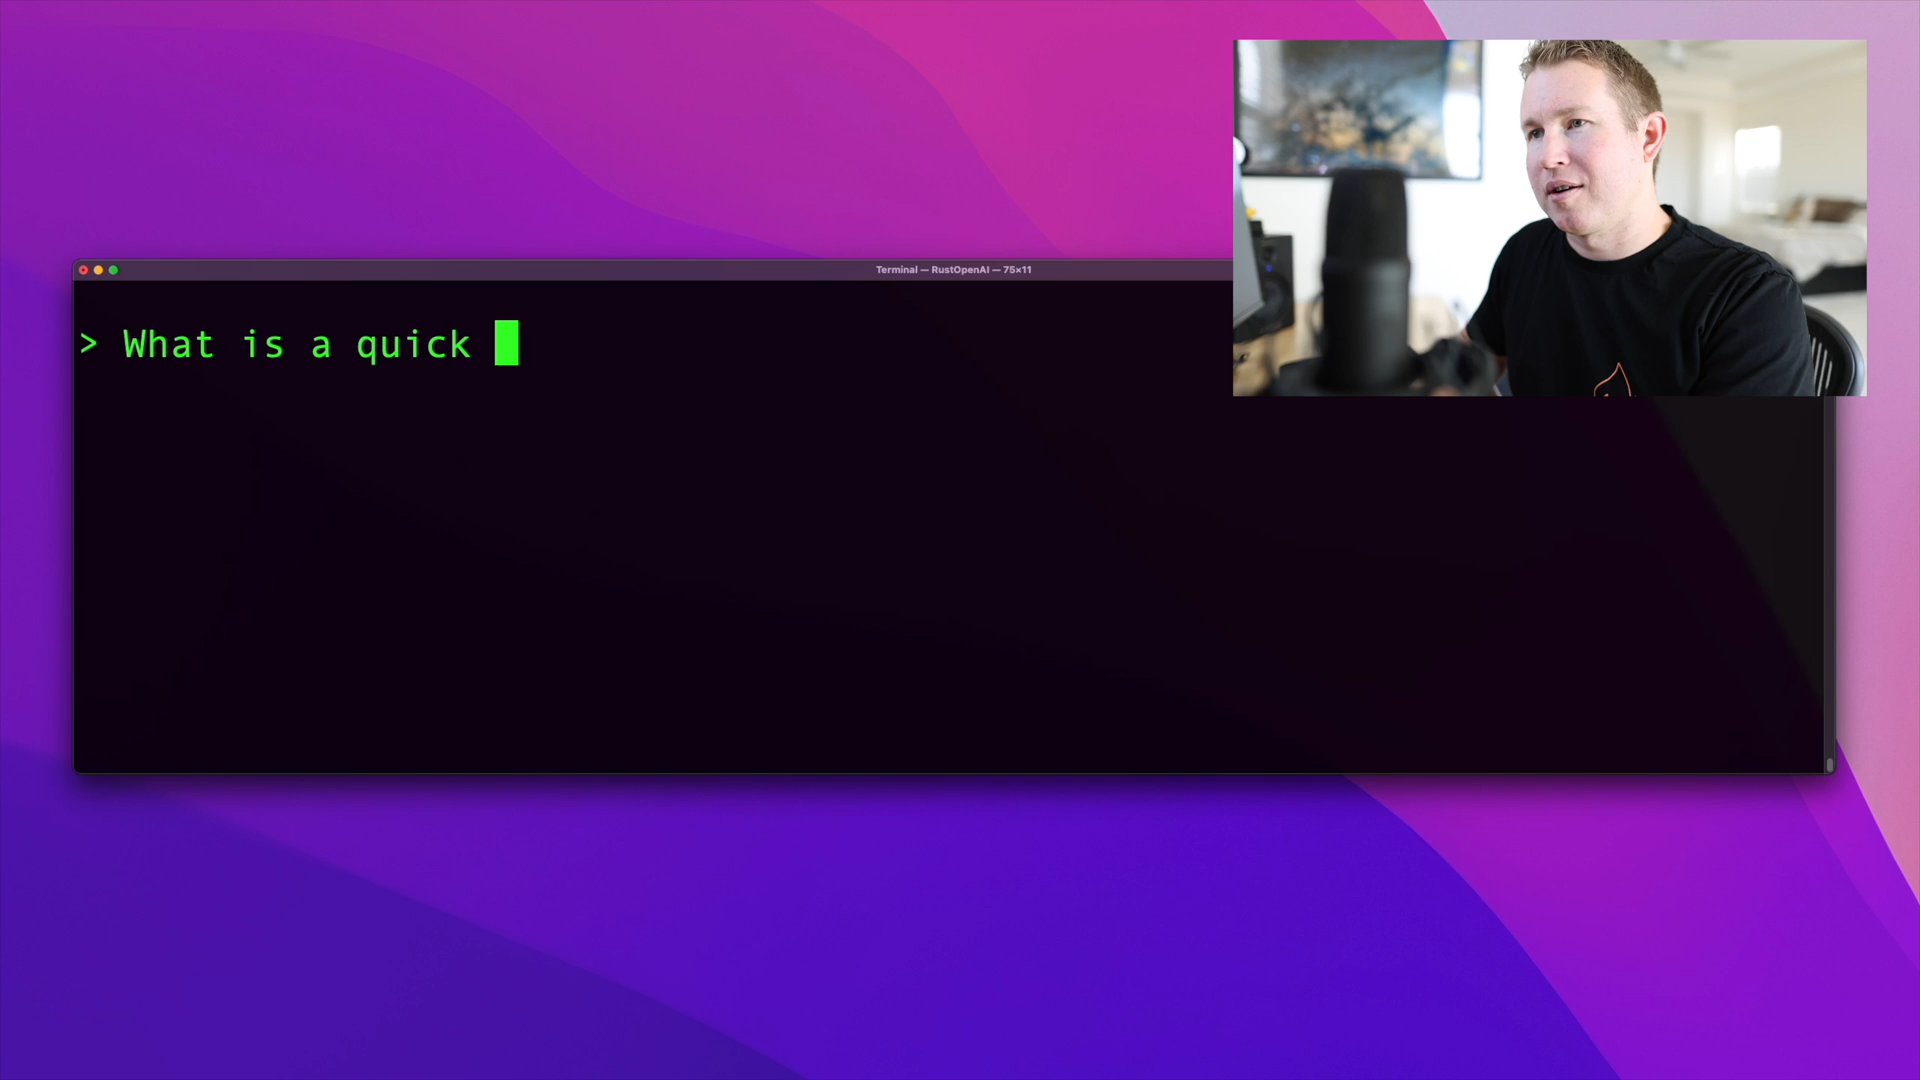 Terminal — RustOpenAI — 75×11
> What is a quick